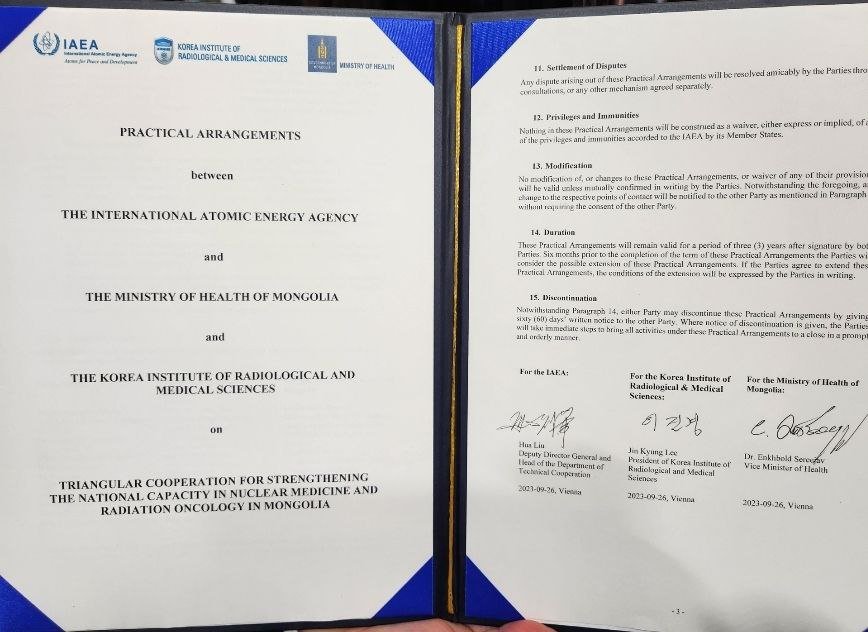 IAEA
International Atomic Energy Agency
Atoms for Peace and Development
KOREA INSTITUTE OF
RADIOLOGICAL & MEDICAL SCIENCES
GOVERNMENT OF
MONGOLIA
MINISTRY OF HEALTH
PRACTICAL ARRANGEMENTS
between
THE INTERNATIONAL ATOMIC ENERGY AGENCY
and
THE MINISTRY OF HEALTH OF MONGOLIA
and
THE KOREA INSTITUTE OF RADIOLOGICAL AND
MEDICAL SCIENCES
on
TRIANGULAR COOPERATION FOR STRENGTHENING
THE NATIONAL CAPACITY IN NUCLEAR MEDICINE AND
RADIATION ONCOLOGY IN MONGOLIA
11. Settlement of Disputes
Any dispute arising out of these Practical Arrangements will be resolved amicably by the Parties thro
consultations, or any other mechanism agreed separately.
12. Privileges and Immunities
Nothing in these Practical Arrangements will be construed as a waiver, either express or implied, of a
of the privileges and immunities accorded to the IAEA by its Member States.
13. Modification
No modification of, or changes to these Practical Arrangements, or waiver of any of their provision
will be valid unless mutually confirmed in writing by the Parties. Notwithstanding the foregoing, a
change to the respective points of contact will be notified to the other Party as mentioned in Paragraph
without requiring the consent of the other Party.
14. Duration
These Practical Arrangements will remain valid for a period of three (3) years after signature by bot
Parties. Six months prior to the completion of the term of these Practical Arrangements the Parties wi
consider the possible extension of these Practical Arrangements. If the Parties agree to extend thes
Practical Arrangements, the conditions of the extension will be expressed by the Parties in writing.
15. Discontinuation
Notwithstanding Paragraph 14, either Party may discontinue these Practical Arrangements by giving
sixty (60) days' written notice to the other Party. Where notice of discontinuation is given, the Parties
will take immediate steps to bring all activities under these Practical Arrangements to a close in a prompt
and orderly manner.
For the IAEA:
Hua Liu
Deputy Director General and
Head of the Department of
Technical Cooperation
2023-09-26, Vienna
For the Korea Institute of
Radiological & Medical
Sciences:
이진경
Jin Kyung Lee
President of Korea Institute of
Radiological and Medical
Sciences
2023-09-26, Vienna
For the Ministry of Health of
Mongolia:
Dr. Enkhbold Sereejav
Vice Minister of Health
2023-09-26, Vienna
- 3 -